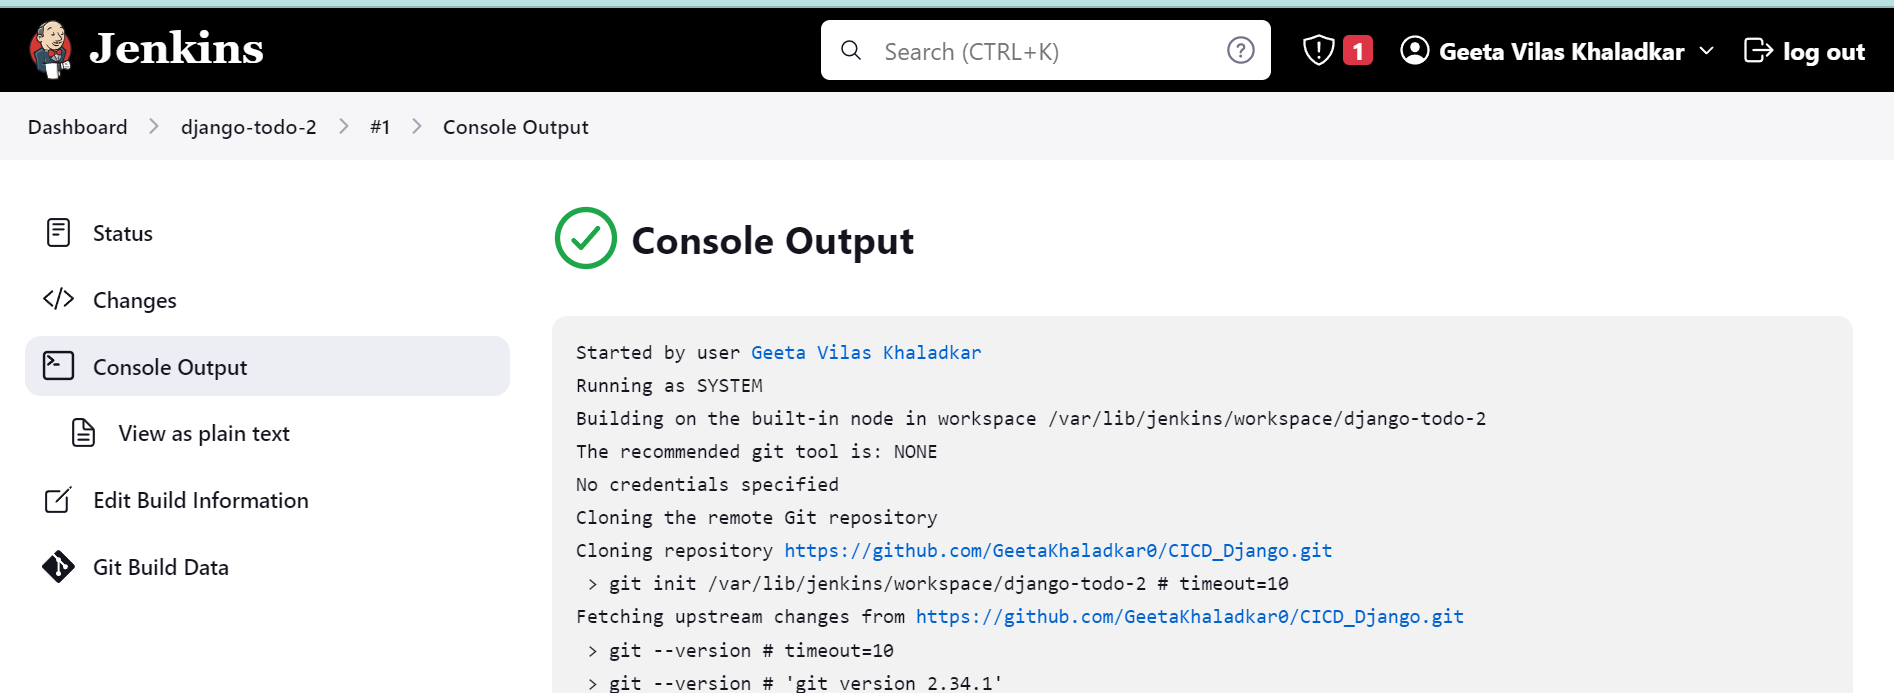 Jenkins
Search (CTRL+K)
1
Geeta Vilas Khaladkar
log out
Dashboard
django-todo-2
#1
Console Output
Status
Changes
Console Output
View as plain text
Edit Build Information
Git Build Data
Console Output
Started by user Geeta Vilas Khaladkar
Running as SYSTEM
Building on the built-in node in workspace /var/lib/jenkins/workspace/django-todo-2
The recommended git tool is: NONE
No credentials specified
Cloning the remote Git repository
Cloning repository https://github.com/GeetaKhaladkar0/CICD_Django.git
> git init /var/lib/jenkins/workspace/django-todo-2 # timeout=10
Fetching upstream changes from https://github.com/GeetaKhaladkar0/CICD_Django.git
> git --version # timeout=10
> git --version # 'git version 2.34.1'